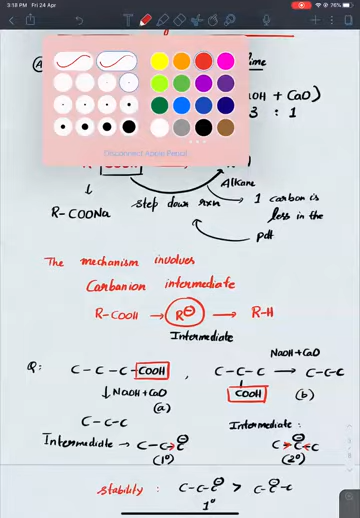 3:18 PM Fri 24 Apr
A
lime
NaOH + CaO)
3 : 1
Disconnect Apple Pencil
R
COOH
Alkane
R-COONa
step down rxn
1 carbon is
less in the
pdt
The mechanism involves
Carbanion intermediate
R-COOH → R⊖ → R-H
Intermediate
Q: C-C-C-COOH , C-C-C → C-C-C
NaOH+CaO
COOH
(b)
↓ NaOH+CaO
(a)
C-C-C
Intermediate → C-C→C⊖
(1°)
Intermediate :
C→C⊖←C
(2°)
Stability : C-C-C⊖ > C-C⊖-C
1°